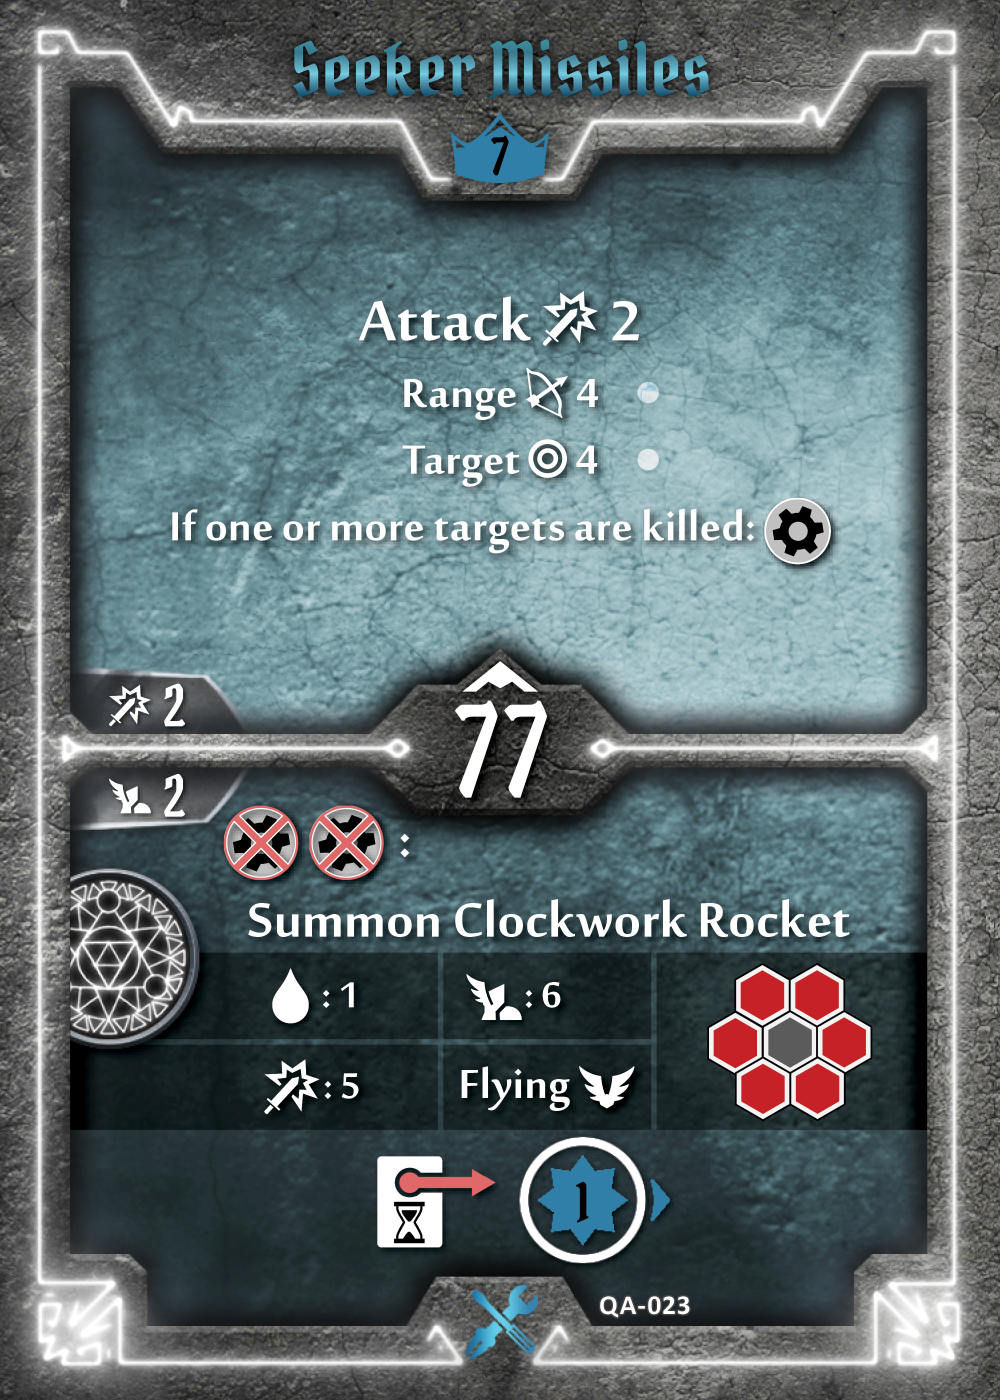 Seeker Missiles
7
Attack 2
Range 4
Target 4
If one or more targets are killed:
2
77
2
:
Summon Clockwork Rocket
: 1
: 6
: 5
Flying
1
QA-023